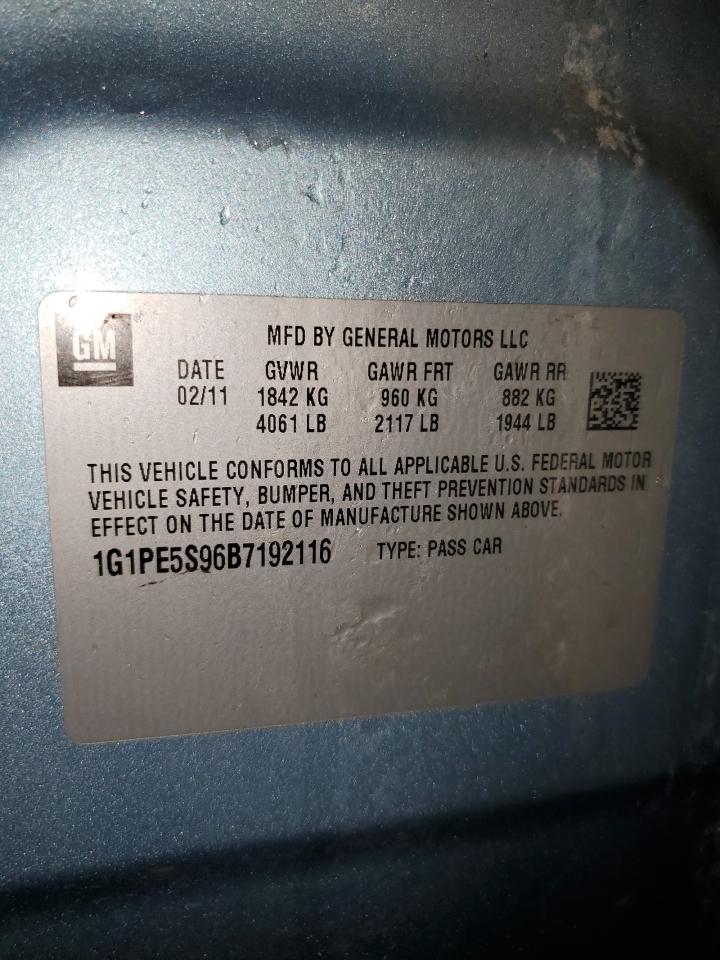 GM
MFD BY GENERAL MOTORS LLC
DATE GVWR GAWR FRT GAWR RR
02/11 1842 KG 960 KG 882 KG
4061 LB 2117 LB 1944 LB
THIS VEHICLE CONFORMS TO ALL APPLICABLE U.S. FEDERAL MOTOR
VEHICLE SAFETY, BUMPER, AND THEFT PREVENTION STANDARDS IN
EFFECT ON THE DATE OF MANUFACTURE SHOWN ABOVE.
1G1PE5S96B7192116 TYPE: PASS CAR